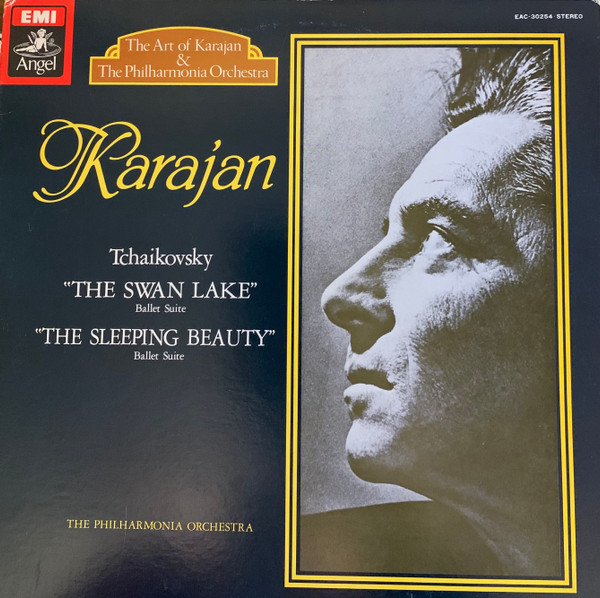 EMI
Angel
The Art of Karajan
&
The Philharmonia Orchestra
EAC-30254 / STEREO
Karajan
Tchaikovsky
“THE SWAN LAKE”
Ballet Suite
“THE SLEEPING BEAUTY”
Ballet Suite
THE PHILHARMONIA ORCHESTRA